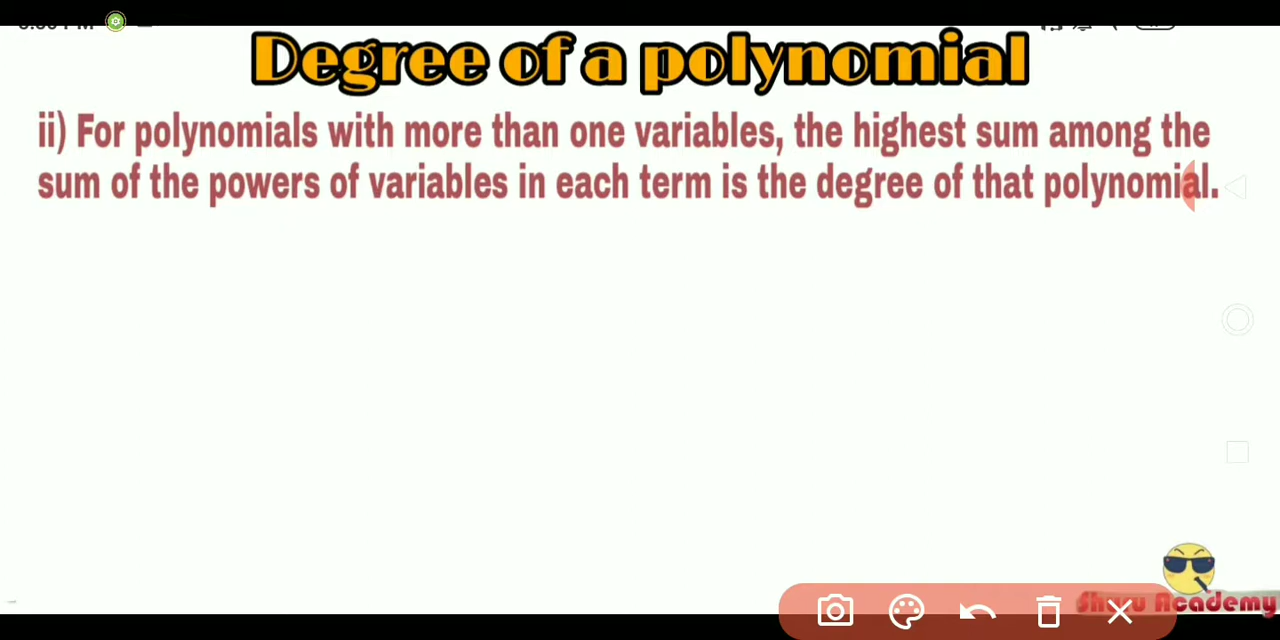 Degree of a polynomial
ii) For polynomials with more than one variables, the highest sum among the
sum of the powers of variables in each term is the degree of that polynomial.
Academy